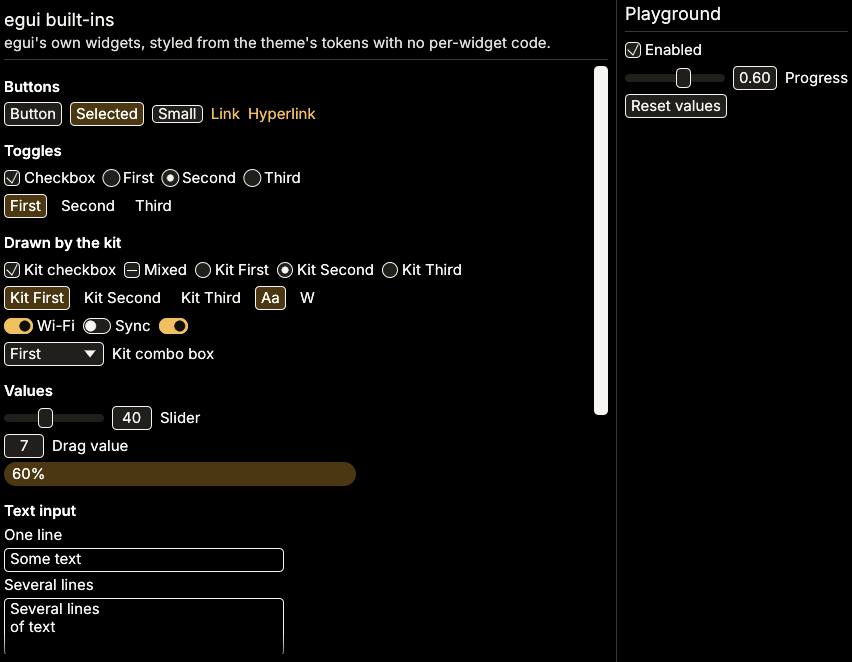 egui built-ins
egui's own widgets, styled from the theme's tokens with no per-widget code.
Buttons
Button Selected Small Link Hyperlink
Toggles
Checkbox First Second Third
First Second Third
Drawn by the kit
Kit checkbox Mixed Kit First Kit Second Kit Third
Kit First Kit Second Kit Third Aa W
Wi-Fi Sync
First Kit combo box
Values
40 Slider
7 Drag value
60%
Text input
One line
Some text
Several lines
Several lines
of text
Playground
Enabled
0.60 Progress
Reset values